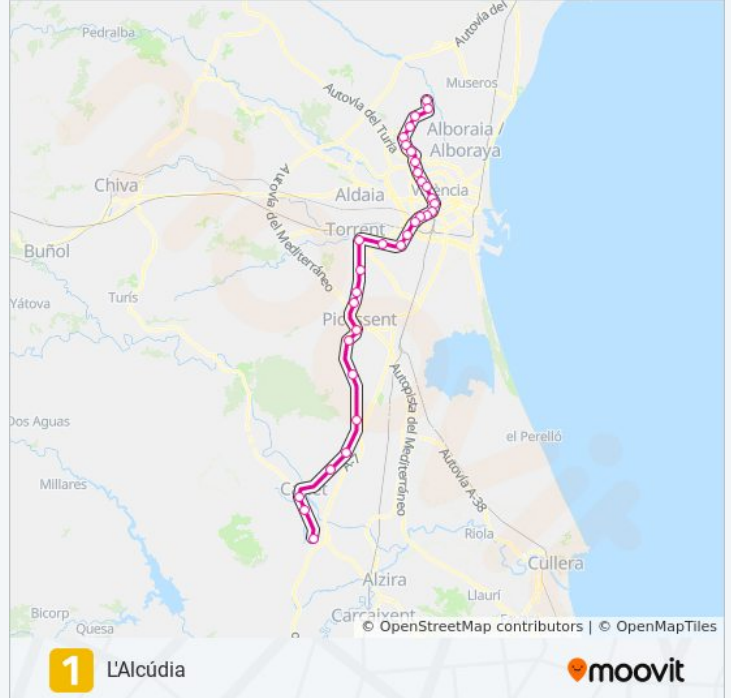 Autovía del
Pedralba
Museros
Autovía del Turia
Alboraia /
Alboraya
Chiva
Aldaia
València
Autovía del Mediterráneo
Torrent
Buñol
Yátova
Turís
Picassent
Autopista del Mediterráneo
Dos Aguas
el Perelló
A-7
Autovía A-38
Millares
Carlet
Riola
Cullera
Alzira
Llaurí
Bicorp
Carcaixent
Quesa
© OpenStreetMap contributors | © OpenMapTiles
1 L'Alcúdia
moovit